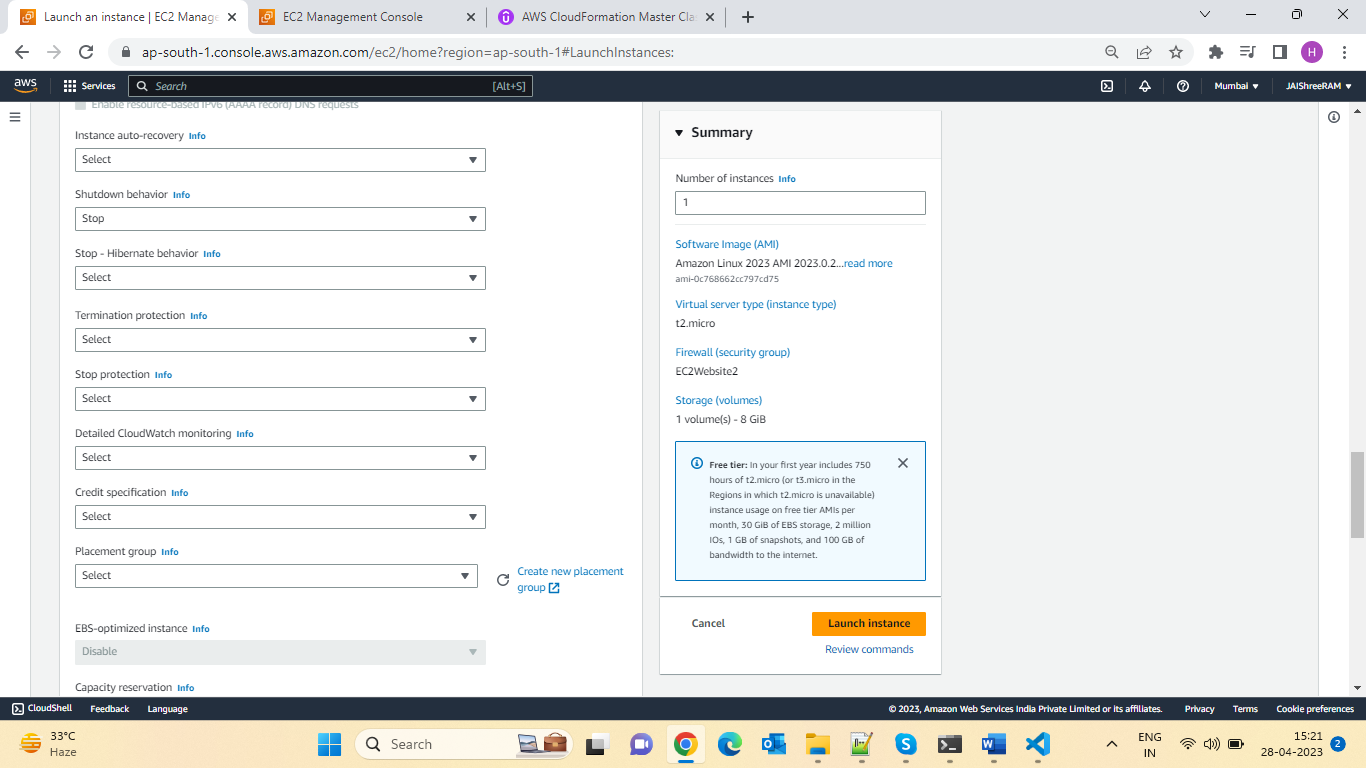 Launch an instance | EC2 Manage
EC2 Management Console
AWS CloudFormation Master Cla
ap-south-1.console.aws.amazon.com/ec2/home?region=ap-south-1#LaunchInstances:
H
aws
Services
Search
[Alt+S]
Mumbai
JAIShreeRAM
Enable resource-based IPv6 (AAAA record) DNS requests
Instance auto-recovery Info
Select
Shutdown behavior Info
Stop
Stop - Hibernate behavior Info
Select
Termination protection Info
Select
Stop protection Info
Select
Detailed CloudWatch monitoring Info
Select
Credit specification Info
Select
Placement group Info
Select
Create new placement
group
EBS-optimized instance Info
Disable
Capacity reservation Info
Summary
Number of instances Info
1
Software Image (AMI)
Amazon Linux 2023 AMI 2023.0.2...read more
ami-0c768662cc797cd75
Virtual server type (instance type)
t2.micro
Firewall (security group)
EC2Website2
Storage (volumes)
1 volume(s) - 8 GiB
Free tier: In your first year includes 750
hours of t2.micro (or t3.micro in the
Regions in which t2.micro is unavailable)
instance usage on free tier AMIs per
month, 30 GiB of EBS storage, 2 million
IOs, 1 GB of snapshots, and 100 GB of
bandwidth to the internet.
Cancel
Launch instance
Review commands
CloudShell
Feedback
Language
© 2023, Amazon Web Services India Private Limited or its affiliates.
Privacy
Terms
Cookie preferences
33°C
Haze
Search
ENG
IN
15:21
28-04-2023
2